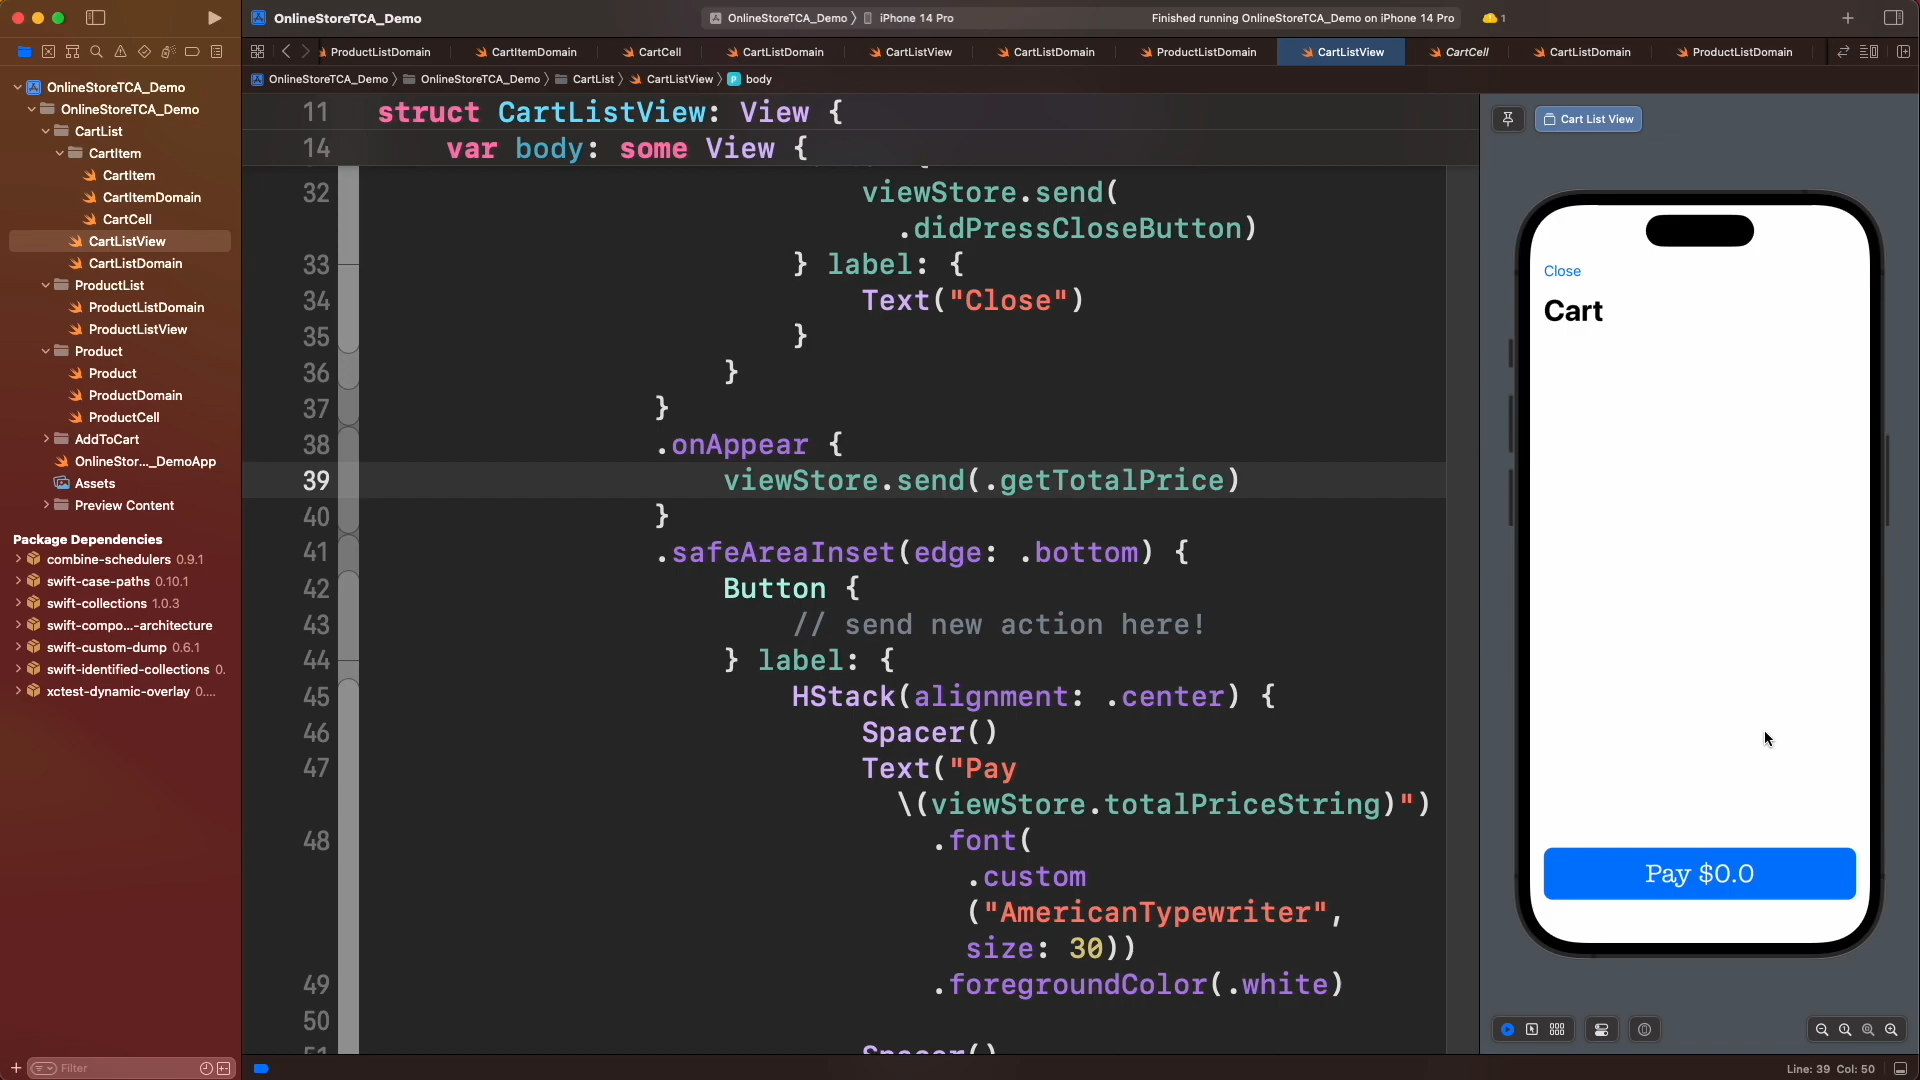 OnlineStoreTCA_Demo
OnlineStoreTCA_Demo
iPhone 14 Pro
Finished running OnlineStoreTCA_Demo on iPhone 14 Pro
1
ProductListDomain
CartItemDomain
CartCell
CartListDomain
CartListView
CartListDomain
ProductListDomain
CartListView
CartCell
CartListDomain
ProductListDomain
OnlineStoreTCA_Demo
OnlineStoreTCA_Demo
CartList
CartListView
body
OnlineStoreTCA_Demo
OnlineStoreTCA_Demo
CartList
CartItem
CartItem
CartItemDomain
CartCell
CartListView
CartListDomain
ProductList
ProductListDomain
ProductListView
Product
Product
ProductDomain
ProductCell
AddToCart
OnlineStor..._DemoApp
Assets
Preview Content
Package Dependencies
combine-schedulers 0.9.1
swift-case-paths 0.10.1
swift-collections 1.0.3
swift-compo...-architecture
swift-custom-dump 0.6.1
swift-identified-collections 0.
xctest-dynamic-overlay 0....
Filter
11 struct CartListView: View {
14 var body: some View {
32 viewStore.send(
.didPressCloseButton)
33 } label: {
34 Text("Close")
35 }
36 }
37 }
38 .onAppear {
39 viewStore.send(.getTotalPrice)
40 }
41 .safeAreaInset(edge: .bottom) {
42 Button {
43 // send new action here!
44 } label: {
45 HStack(alignment: .center) {
46 Spacer()
47 Text("Pay
\(viewStore.totalPriceString)")
48 .font(
.custom
("AmericanTypewriter",
size: 30))
49 .foregroundColor(.white)
50
51 Spacer()
Cart List View
Close
Cart
Pay $0.0
Line: 39 Col: 50